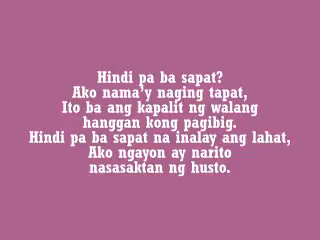 Hindi pa ba sapat?
Ako nama'y naging tapat,
Ito ba ang kapalit ng walang
hanggan kong pagibig.
Hindi pa ba sapat na inalay ang lahat,
Ako ngayon ay narito
nasasaktan ng husto.